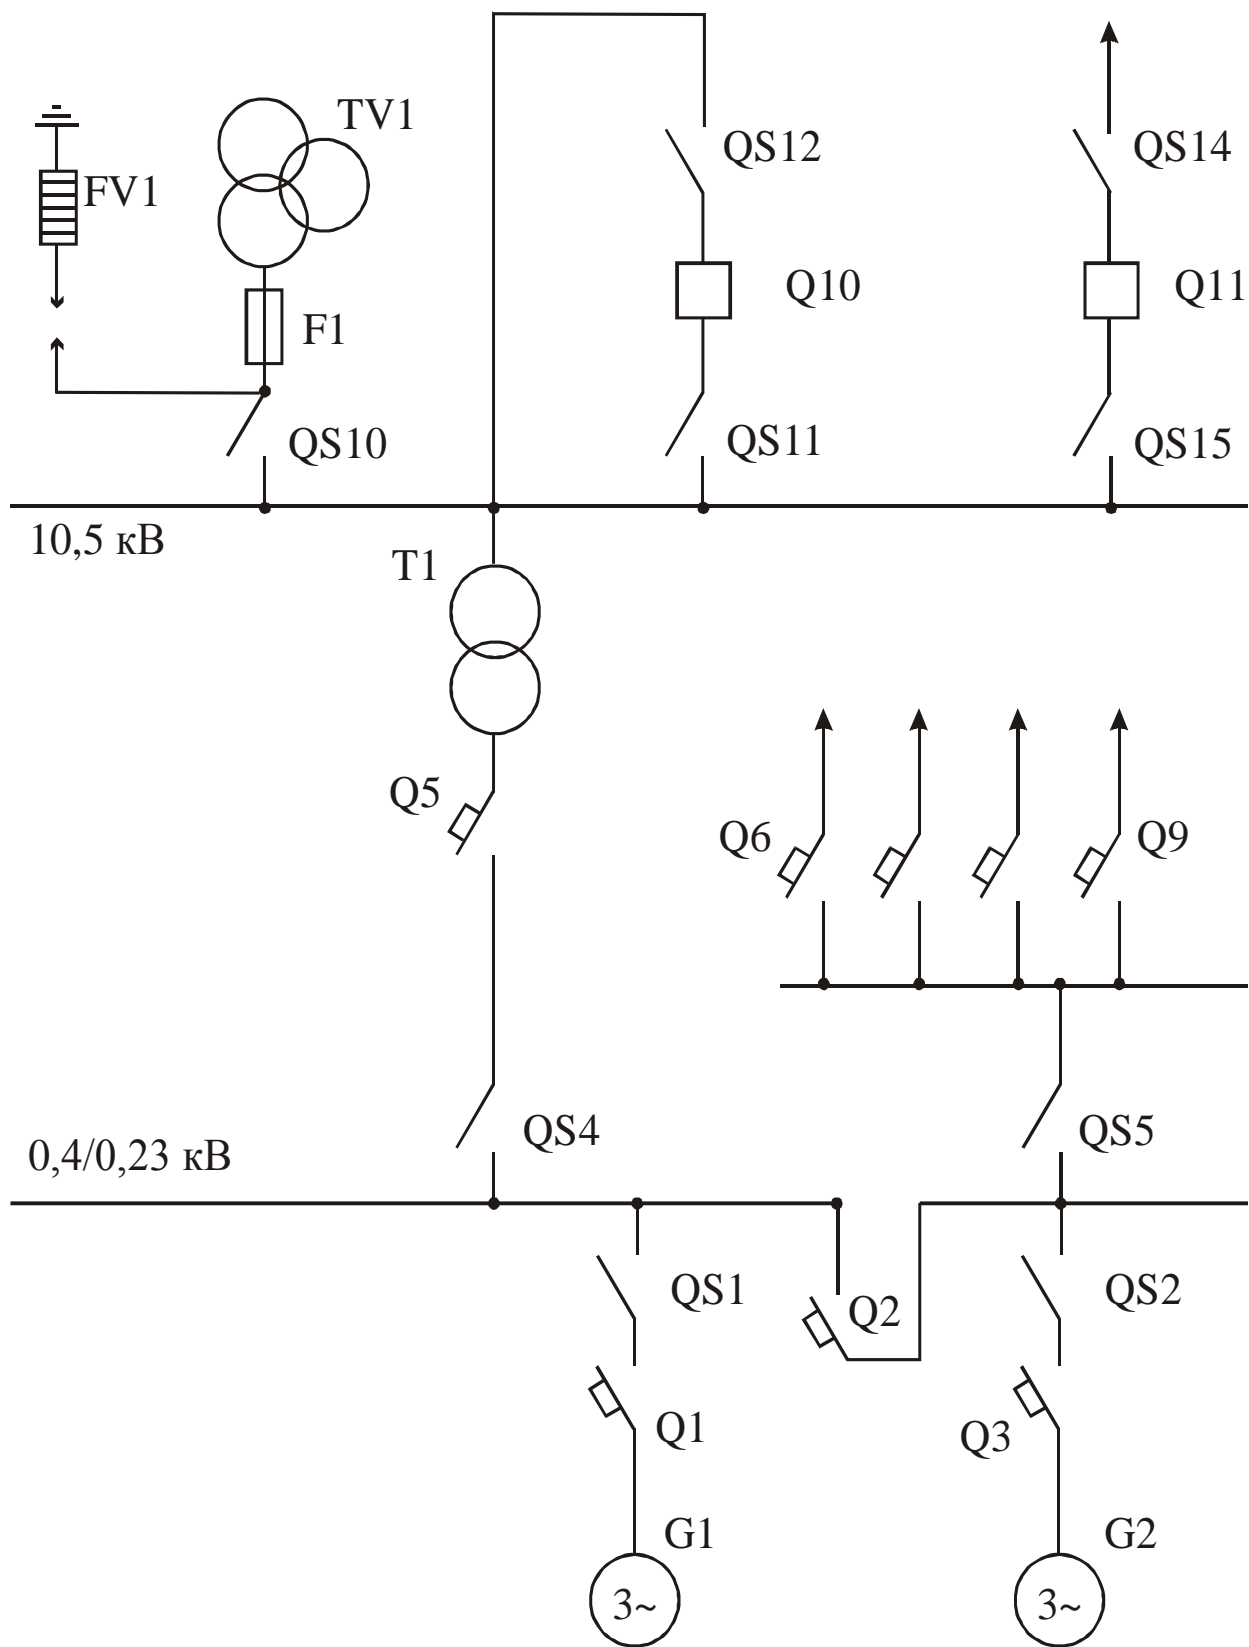 TV1
QS12
QS14
FV1
Q10
Q11
F1
QS10
QS11
QS15
10,5 кВ
T1
Q5
Q6
Q9
QS4
QS5
0,4/0,23 кВ
QS1
Q2
QS2
Q1
Q3
G1
G2
3~
3~